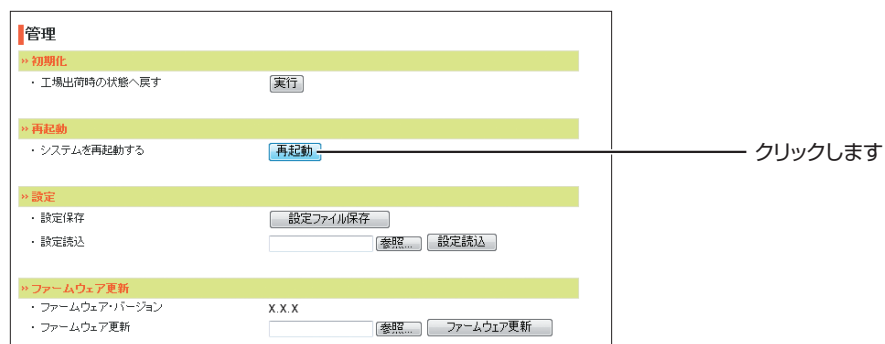 管理
»初期化
・工場出荷時の状態へ戻す 実行
»再起動
・システムを再起動する 再起動 クリックします
»設定
・設定保存 設定ファイル保存
・設定読込 参照... 設定読込
»ファームウェア更新
・ファームウェア・バージョン X.X.X
・ファームウェア更新 参照... ファームウェア更新